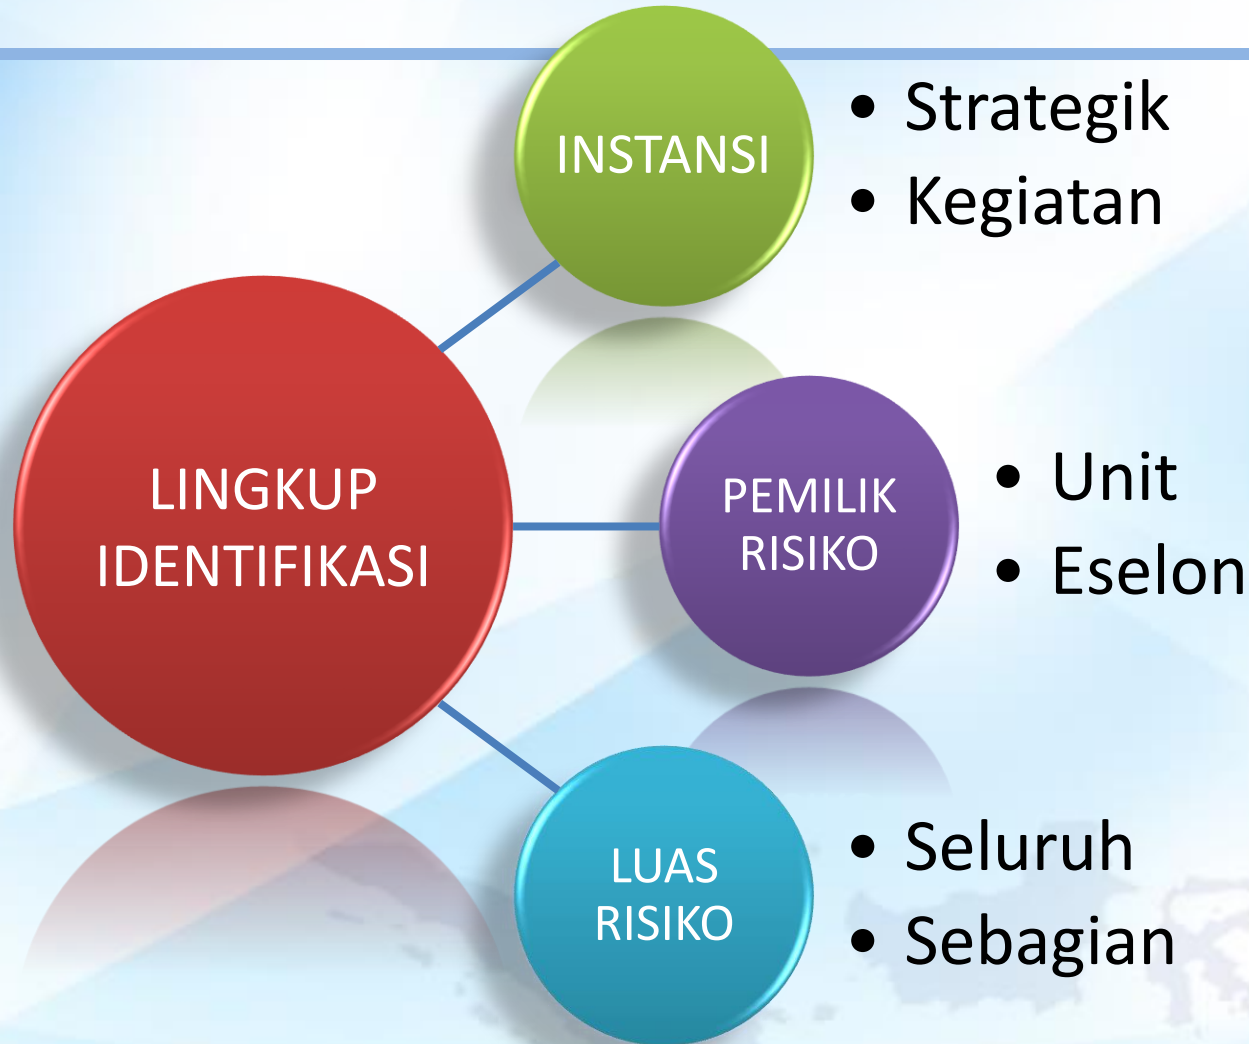 INSTANSI
• Strategik
• Kegiatan
LINGKUP
IDENTIFIKASI
PEMILIK
RISIKO
• Unit
• Eselon
LUAS
RISIKO
• Seluruh
• Sebagian